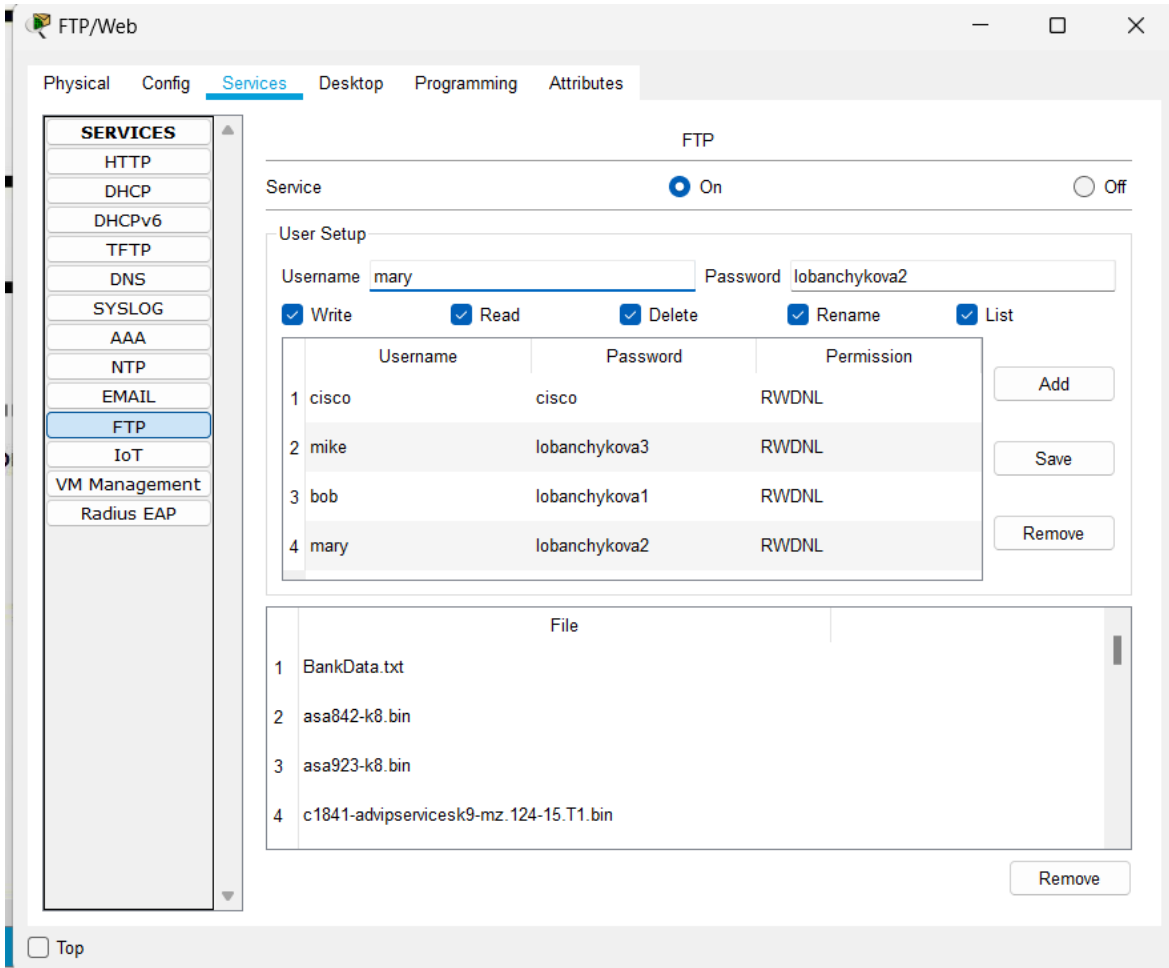 FTP/Web
Physical Config Services Desktop Programming Attributes
SERVICES
HTTP
DHCP
DHCPv6
TFTP
DNS
SYSLOG
AAA
NTP
EMAIL
FTP
IoT
VM Management
Radius EAP
FTP
Service On Off
User Setup
Username mary Password lobanchykova2
Write Read Delete Rename List
Username Password Permission
1 cisco cisco RWDNL
2 mike lobanchykova3 RWDNL
3 bob lobanchykova1 RWDNL
4 mary lobanchykova2 RWDNL
Add
Save
Remove
File
1 BankData.txt
2 asa842-k8.bin
3 asa923-k8.bin
4 c1841-advipservicesk9-mz.124-15.T1.bin
Remove
Top